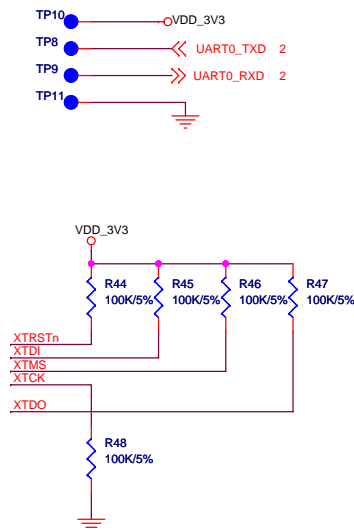 TP10 VDD_3V3
TP8 UART0_TXD 2
TP9 UART0_RXD 2
TP11
VDD_3V3
R44 R45 R46 R47
100K/5% 100K/5% 100K/5% 100K/5%
XTRSTn
XTDI
XTMS
XTCK
XTDO
R48
100K/5%